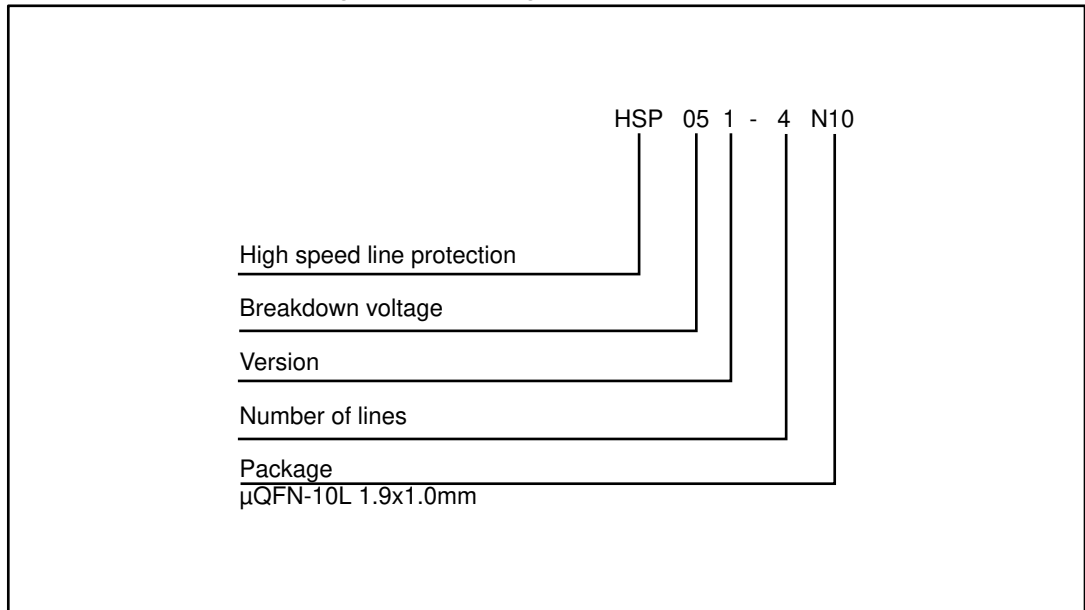 HSP 05 1 - 4 N10
High speed line protection
Breakdown voltage
Version
Number of lines
Package
µQFN-10L 1.9x1.0mm